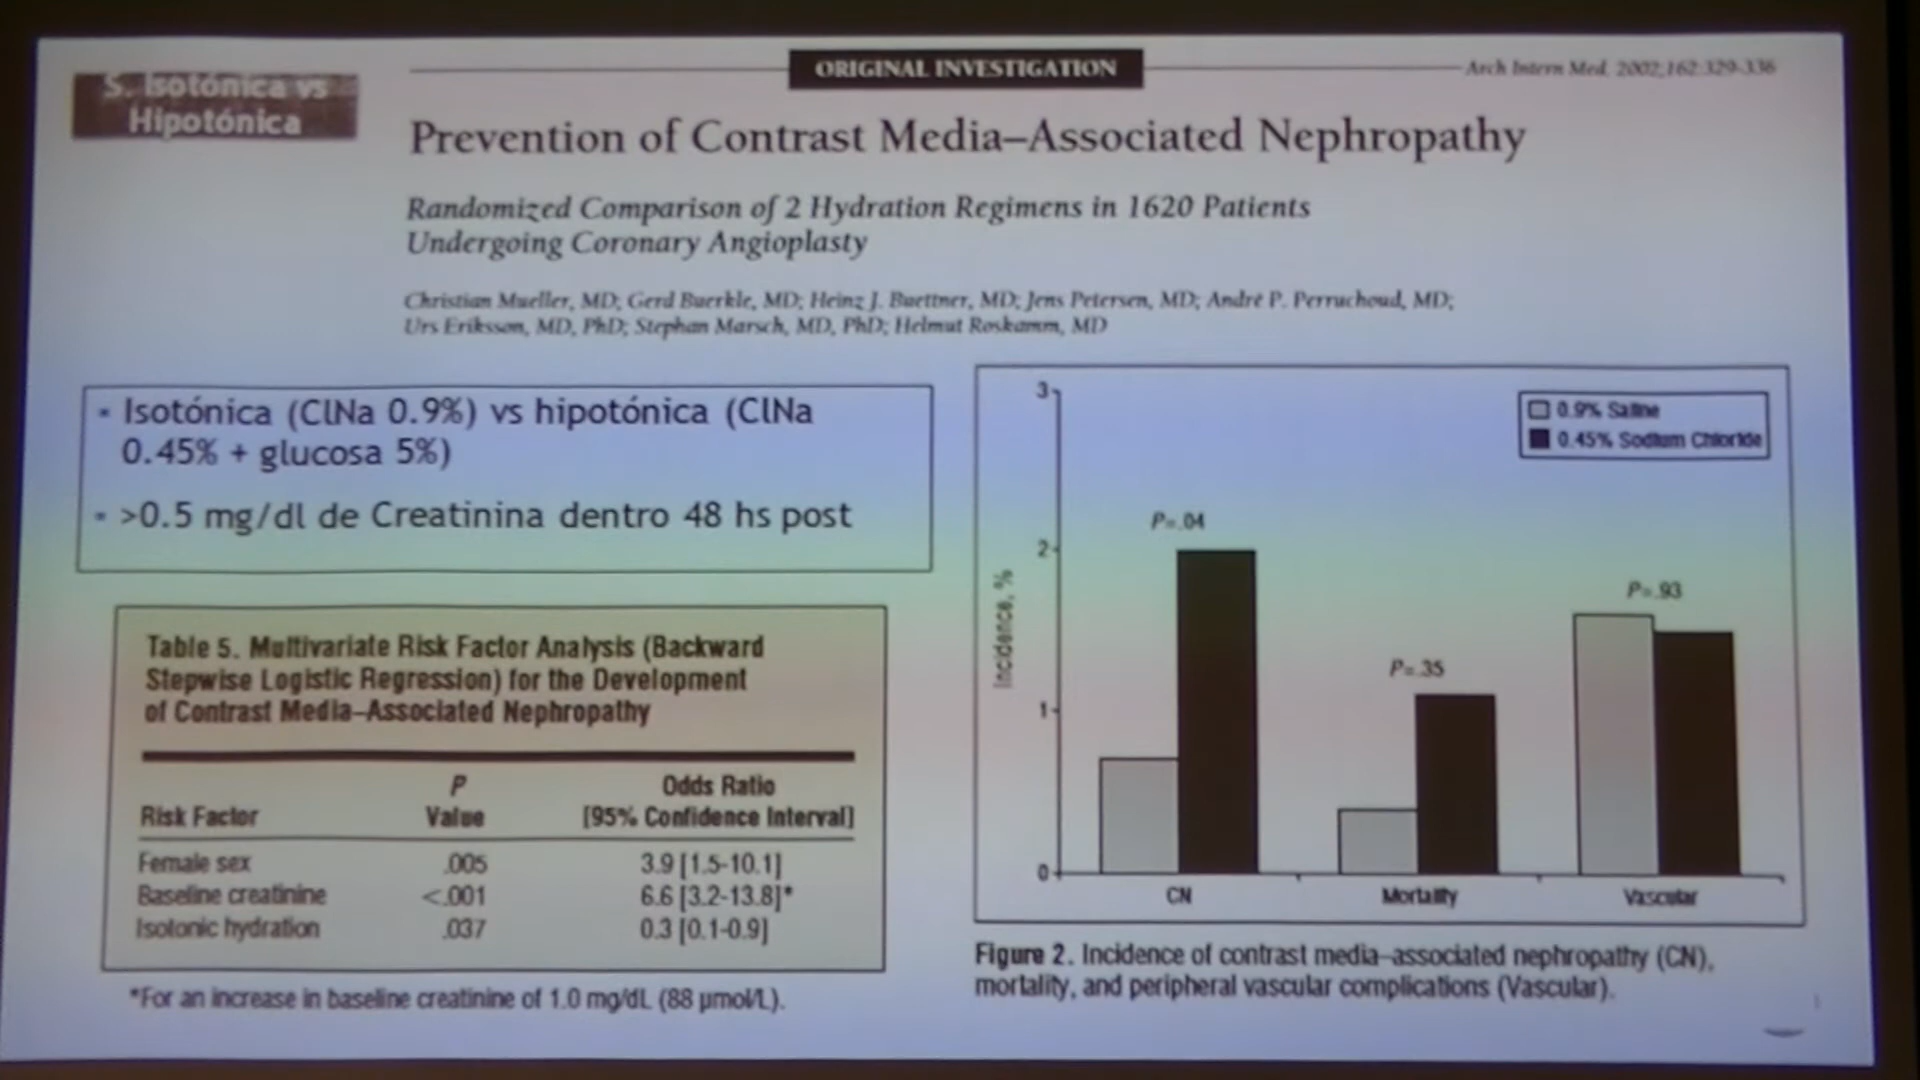 S. Isotónica vs
Hipotónica
ORIGINAL INVESTIGATION
Arch Intern Med. 2002;162:329-336
Prevention of Contrast Media–Associated Nephropathy
Randomized Comparison of 2 Hydration Regimens in 1620 Patients
Undergoing Coronary Angioplasty
Christian Mueller, MD; Gerd Buerkle, MD; Heinz J. Buettner, MD; Jens Petersen, MD; André P. Perruchoud, MD;
Urs Eriksson, MD, PhD; Stephan Marsch, MD, PhD; Helmut Roskamm, MD
• Isotónica (ClNa 0.9%) vs hipotónica (ClNa
0.45% + glucosa 5%)
• >0.5 mg/dl de Creatinina dentro 48 hs post
Table 5. Multivariate Risk Factor Analysis (Backward
Stepwise Logistic Regression) for the Development
of Contrast Media–Associated Nephropathy
P Odds Ratio
Risk Factor Value [95% Confidence Interval]
Female sex .005 3.9 [1.5-10.1]
Baseline creatinine <.001 6.6 [3.2-13.8]*
Isotonic hydration .037 0.3 [0.1-0.9]
*For an increase in baseline creatinine of 1.0 mg/dL (88 μmol/L).
0.9% Saline
0.45% Sodium Chloride
Incidence, %
3
2
1
0
P=.04
P=.35
P=.93
CN Mortality Vascular
Figure 2. Incidence of contrast media–associated nephropathy (CN),
mortality, and peripheral vascular complications (Vascular).